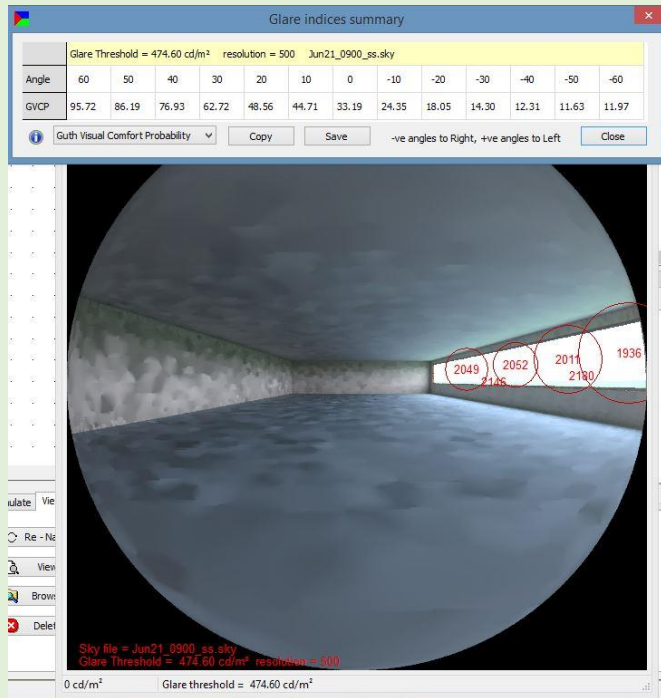 Glare indices summary
Glare Threshold = 474.60 cd/m² resolution = 500 Jun21_0900_ss.sky
Angle 60 50 40 30 20 10 0 -10 -20 -30 -40 -50 -60
GVCP 95.72 86.19 76.93 62.72 48.56 44.71 33.19 24.35 18.05 14.30 12.31 11.63 11.97
Guth Visual Comfort Probability Copy Save -ve angles to Right, +ve angles to Left Close
2049 2052 2011 1936
2146 2180
ulate Vie
Re - Na
View
Brows
Delet
Sky file = Jun21_0900_ss.sky
Glare Threshold = 474.60 cd/m² resolution = 500
0 cd/m² Glare threshold = 474.60 cd/m²